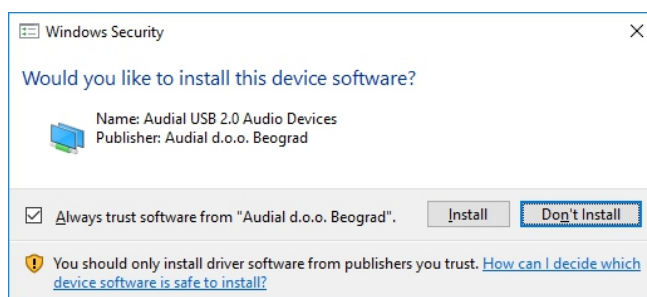 Windows Security
Would you like to install this device software?
Name: Audial USB 2.0 Audio Devices
Publisher: Audial d.o.o. Beograd
Always trust software from "Audial d.o.o. Beograd".
Install
Don't Install
You should only install driver software from publishers you trust. How can I decide which
device software is safe to install?